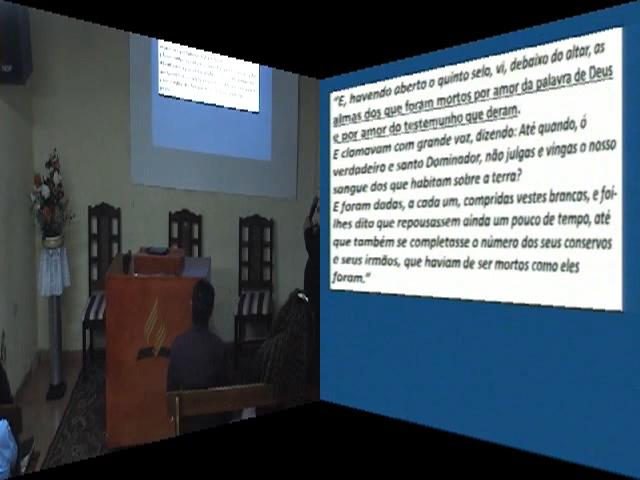 "E, havendo aberto o quinto selo, vi, debaixo do altar, as
almas dos que foram mortos por amor da palavra de Deus
e por amor do testemunho que deram.
E clamavam com grande voz, dizendo: Até quando, ó
verdadeiro e santo Dominador, não julgas e vingas o nosso
sangue dos que habitam sobre a terra?
E foram dadas, a cada um, compridas vestes brancas, e foi-
lhes dito que repousassem ainda um pouco de tempo, até
que também se completasse o número dos seus conservos
e seus irmãos, que haviam de ser mortos como eles
foram."